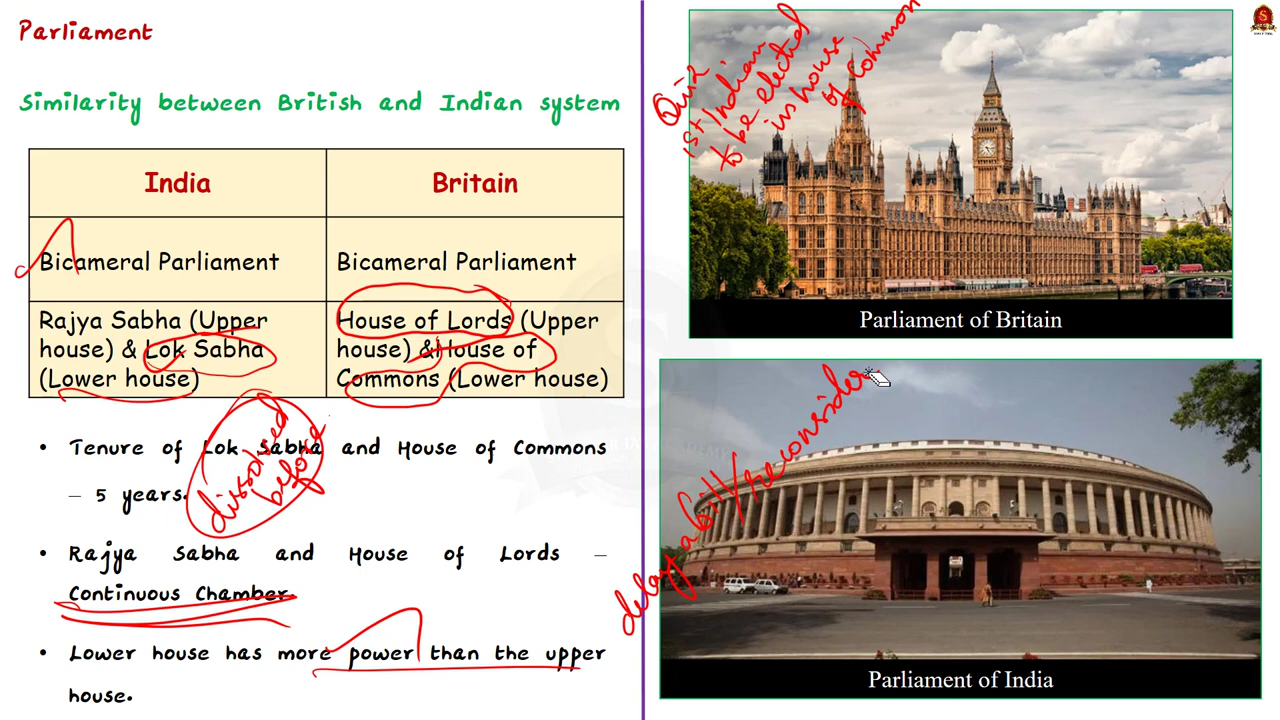 Parliament
Similarity between British and Indian system
India
Britain
Bicameral Parliament
Bicameral Parliament
Rajya Sabha (Upper
house) & Lok Sabha
(Lower house)
House of Lords (Upper
house) &House of
Commons (Lower house)
• Tenure of Lok Sabha and House of Commons
– 5 years.
dissolved
before
• Rajya Sabha and House of Lords –
Continuous Chamber.
• Lower house has more power than the upper
house.
Quiz
1st Indian
to be elected
in house
of Common
Parliament of Britain
delay a bill/reconsider
Parliament of India